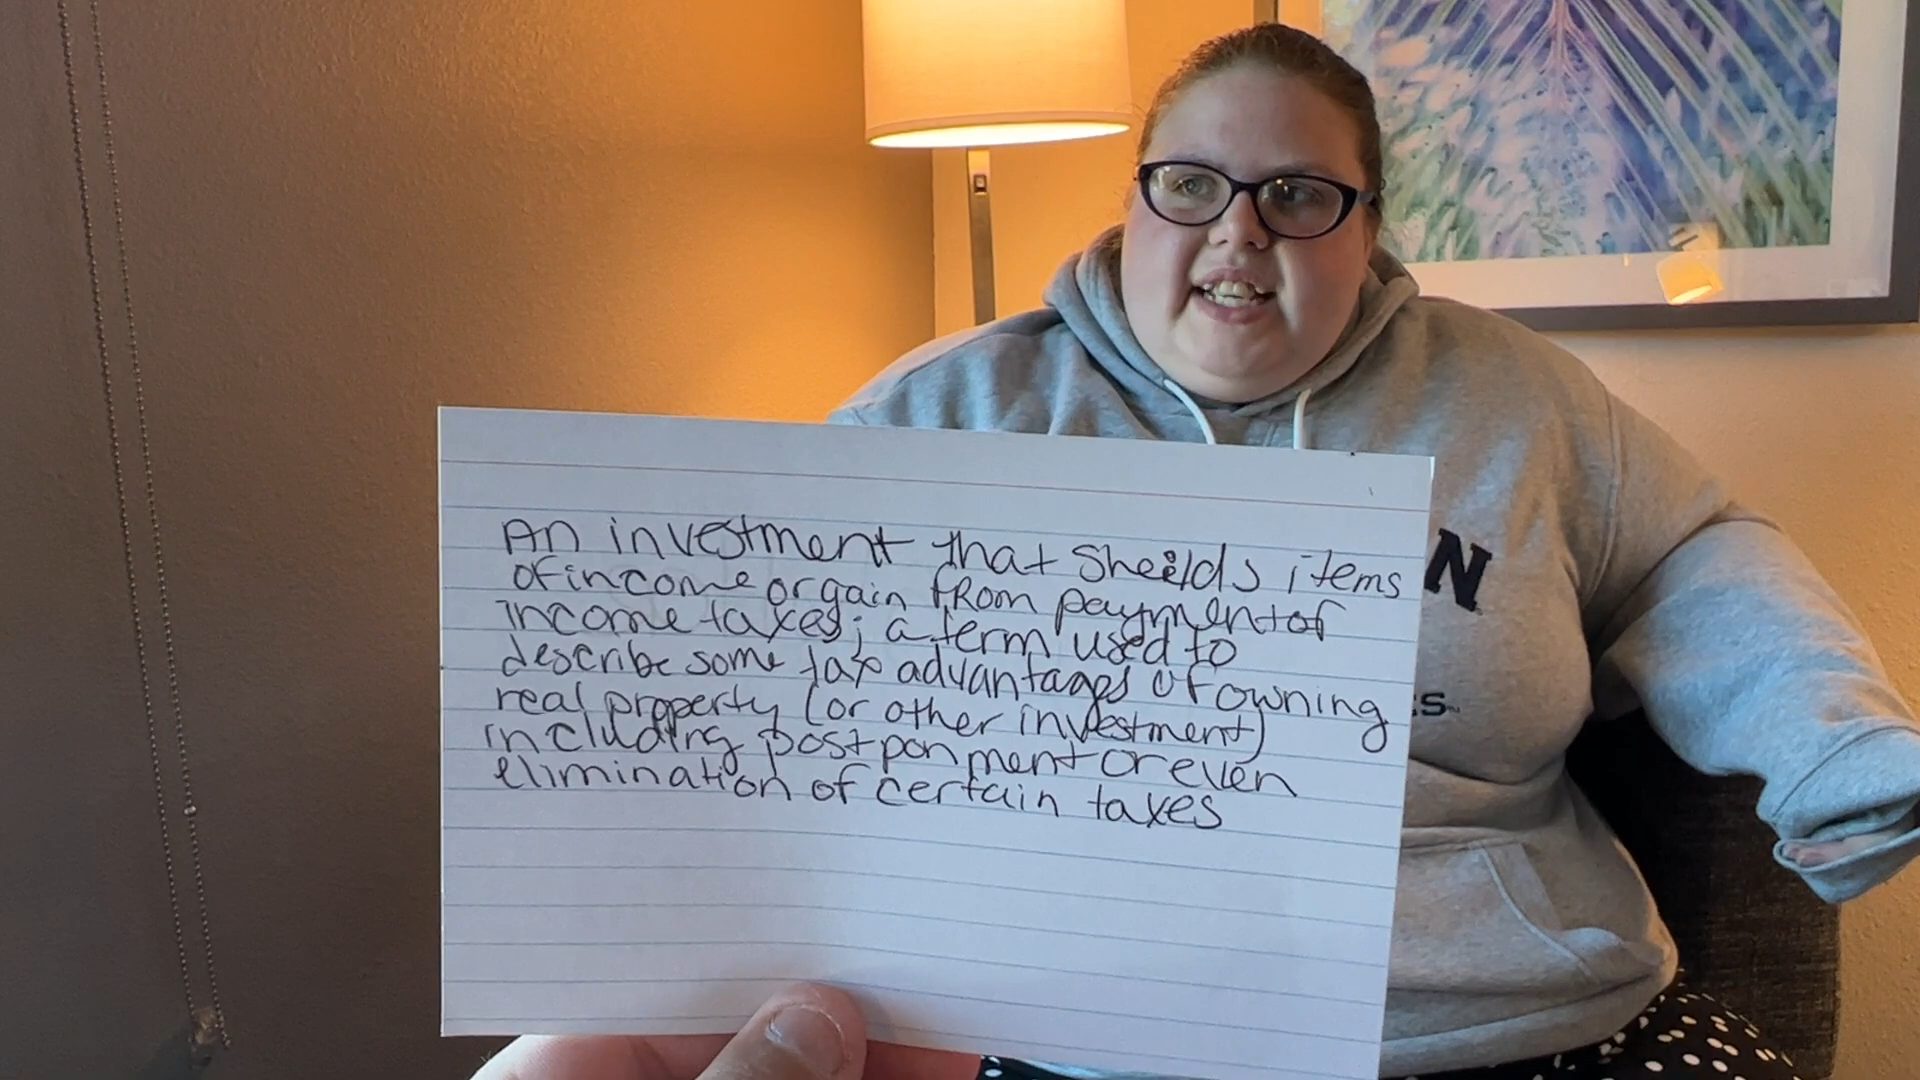 An investment that sheilds items
of income or gain from payment of
income taxes; a term used to
describe some tax advantages of owning
real property (or other investment)
including postponment or even
elimination of certain taxes
N